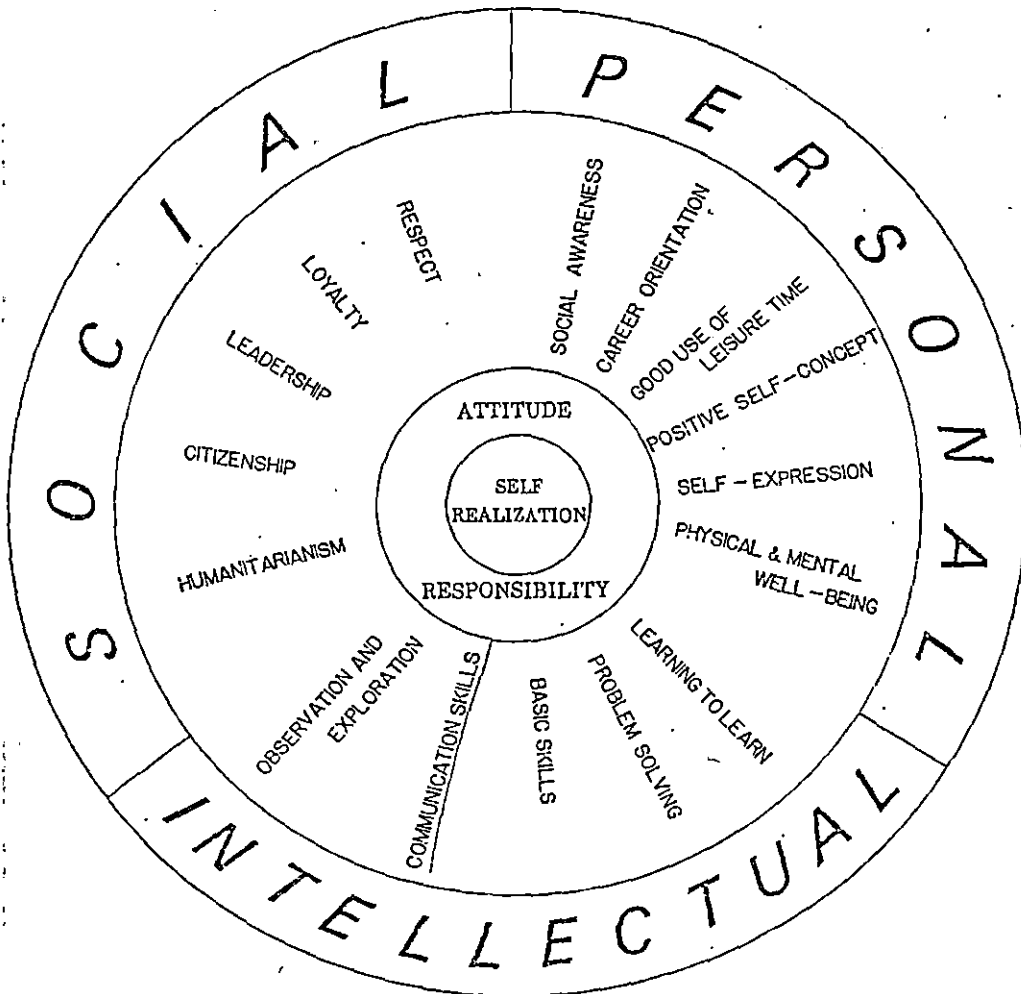 SOCIAL
PERSONAL
INTELLECTUAL
RESPECT
LOYALTY
LEADERSHIP
CITIZENSHIP
HUMANITARIANISM
SOCIAL AWARENESS
CAREER ORIENTATION
GOOD USE OF
LEISURE TIME
POSITIVE SELF-CONCEPT
SELF-EXPRESSION
PHYSICAL & MENTAL
WELL-BEING
LEARNING TO LEARN
PROBLEM SOLVING
BASIC SKILLS
COMMUNICATION SKILLS
OBSERVATION AND
EXPLORATION
ATTITUDE
SELF
REALIZATION
RESPONSIBILITY